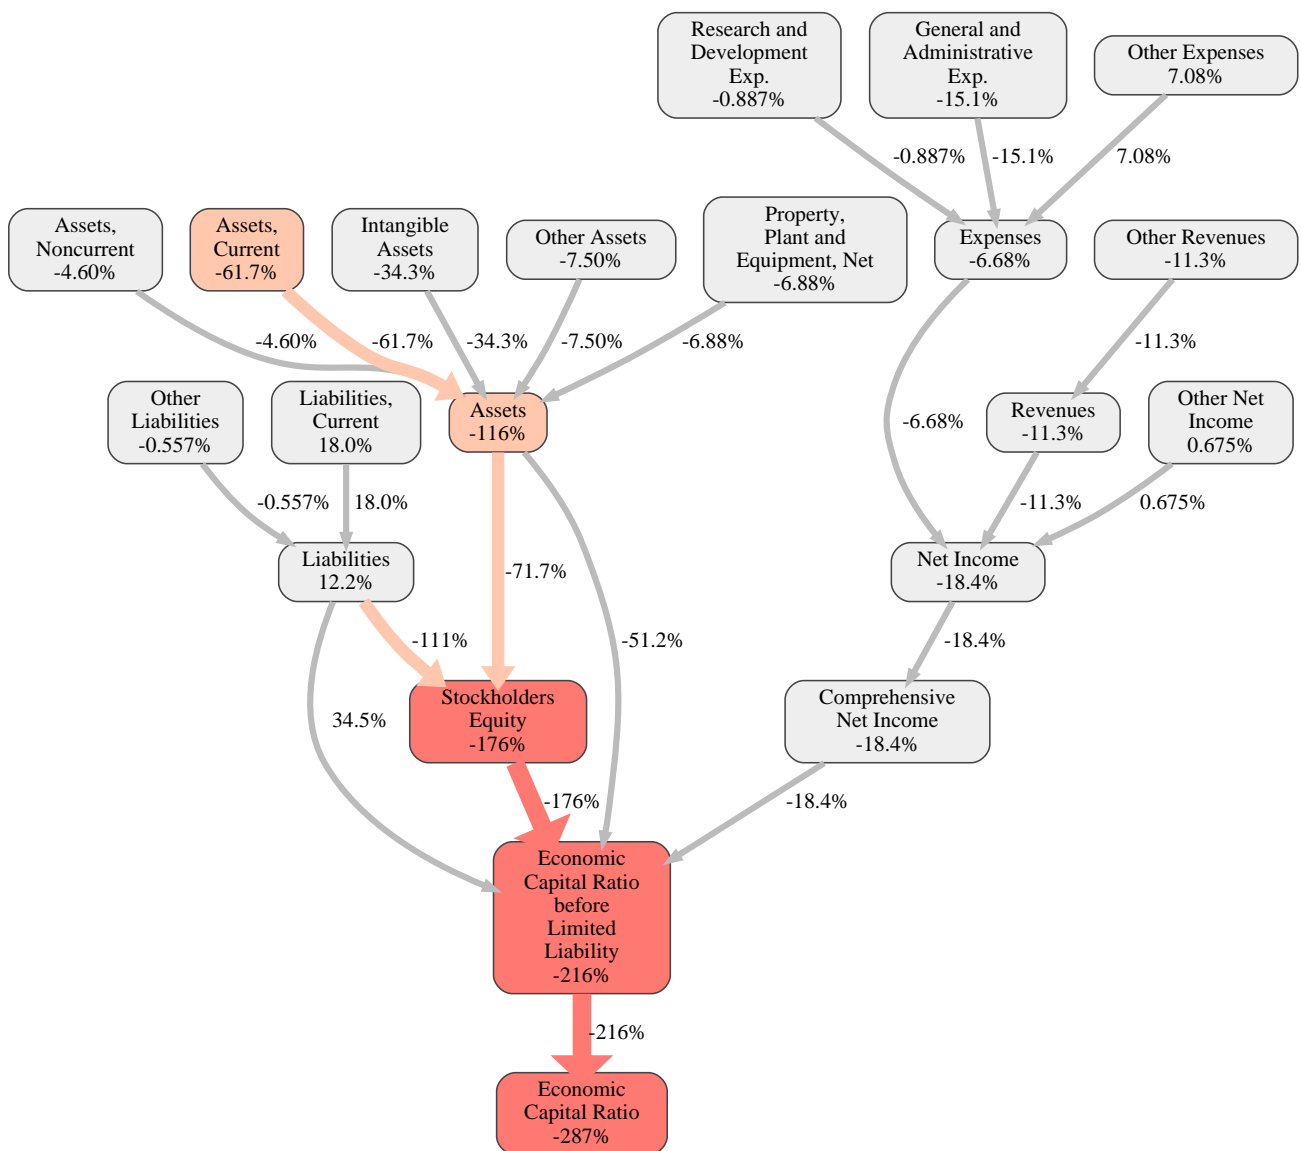 Research and
Development
Exp.
-0.887%
General and
Administrative
Exp.
-15.1%
Other Expenses
7.08%
-0.887%
-15.1%
7.08%
Assets,
Noncurrent
-4.60%
Assets,
Current
-61.7%
Intangible
Assets
-34.3%
Other Assets
-7.50%
Property,
Plant and
Equipment, Net
-6.88%
Expenses
-6.68%
Other Revenues
-11.3%
-4.60%
-61.7%
-34.3%
-7.50%
-6.88%
-11.3%
Other
Liabilities
-0.557%
Liabilities,
Current
18.0%
Assets
-116%
-6.68%
Revenues
-11.3%
Other Net
Income
0.675%
-0.557%
18.0%
-11.3%
0.675%
Liabilities
12.2%
-71.7%
Net Income
-18.4%
-111%
-51.2%
-18.4%
34.5%
Stockholders
Equity
-176%
Comprehensive
Net Income
-18.4%
-176%
-18.4%
Economic
Capital Ratio
before
Limited
Liability
-216%
-216%
Economic
Capital Ratio
-287%